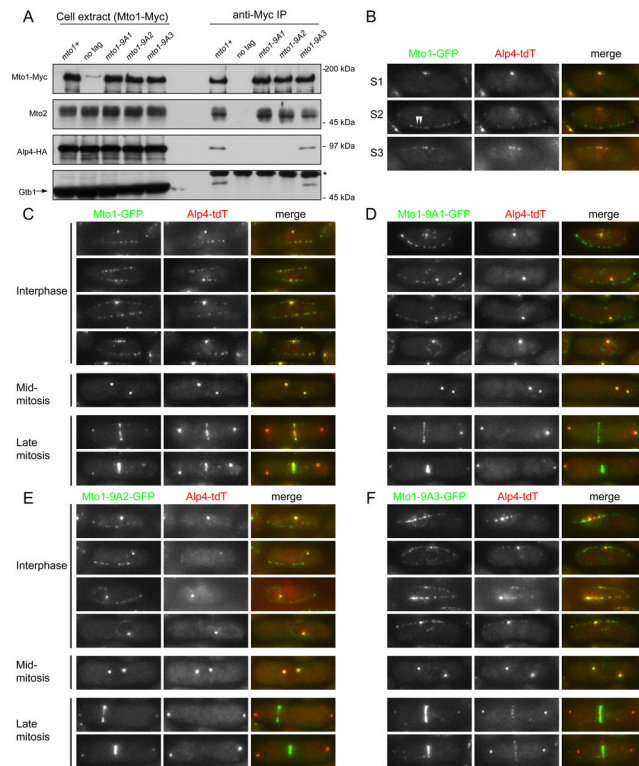 A
Cell extract (Mto1-Myc)
anti-Myc IP
mto1+
no tag
mto1-9A1
mto1-9A2
mto1-9A3
mto1+
no tag
mto1-9A1
mto1-9A2
mto1-9A3
Mto1-Myc
- 200 kDa
Mto2
- 45 kDa
Alp4-HA
- 97 kDa
*
Gtb1
- 45 kDa
B
Mto1-GFP Alp4-tdT merge
S1
S2
S3
C
Mto1-GFP Alp4-tdT merge
Interphase
Mid-
mitosis
Late
mitosis
D
Mto1-9A1-GFP Alp4-tdT merge
E
Mto1-9A2-GFP Alp4-tdT merge
Interphase
Mid-
mitosis
Late
mitosis
F
Mto1-9A3-GFP Alp4-tdT merge